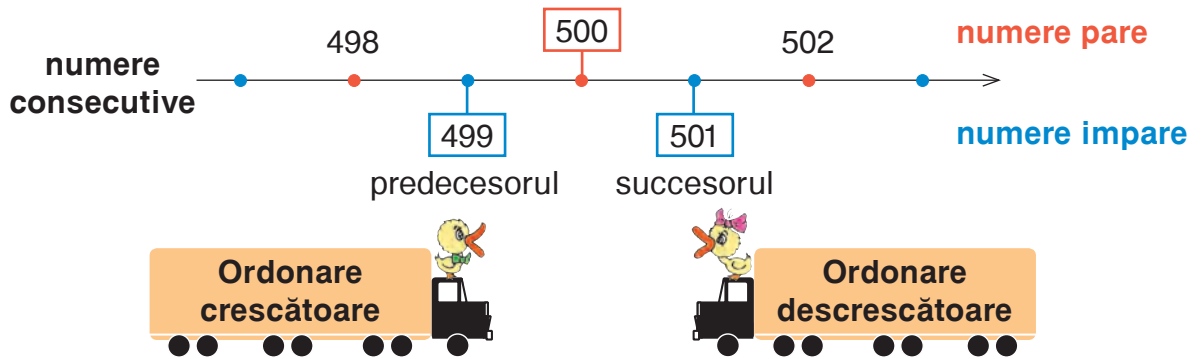 500
498
502
numere pare
numere
consecutive
499
501
numere impare
predecesorul
succesorul
Ordonare
crescătoare
Ordonare
descrescătoare